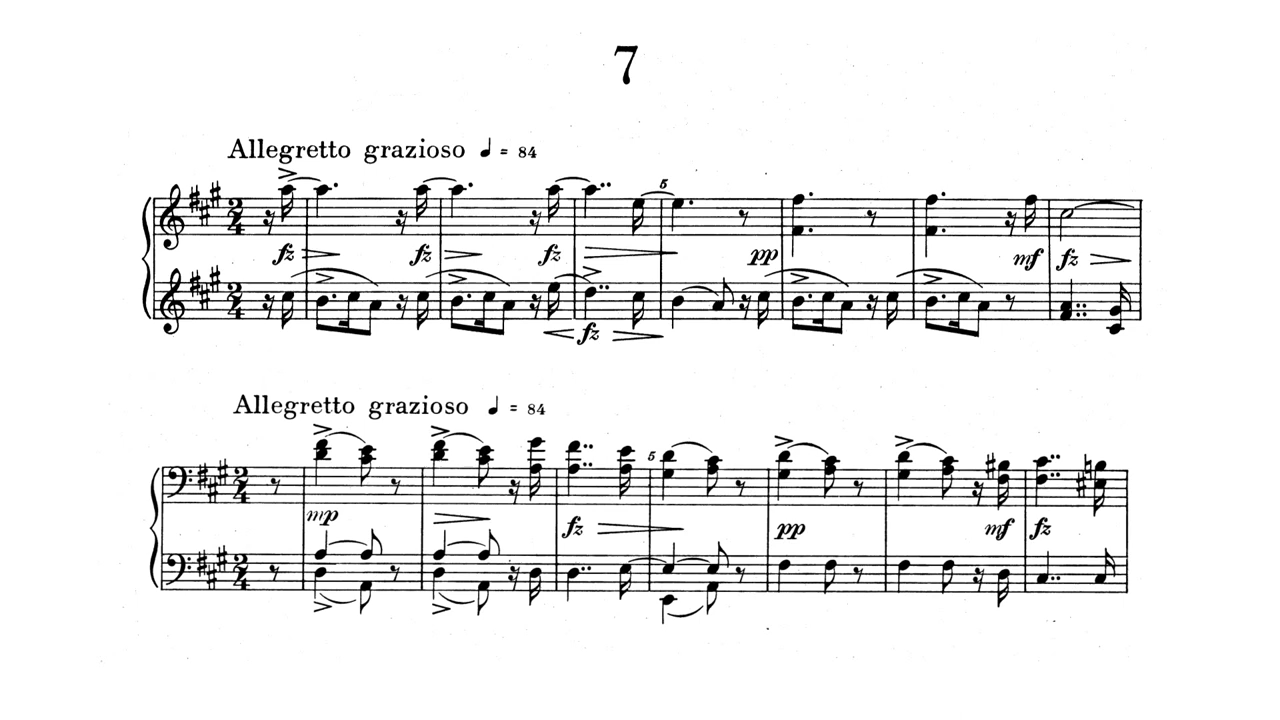 7
Allegretto grazioso ♩ = 84
5
fz fz fz pp mf fz
fz
Allegretto grazioso ♩ = 84
5
mp fz pp mf fz